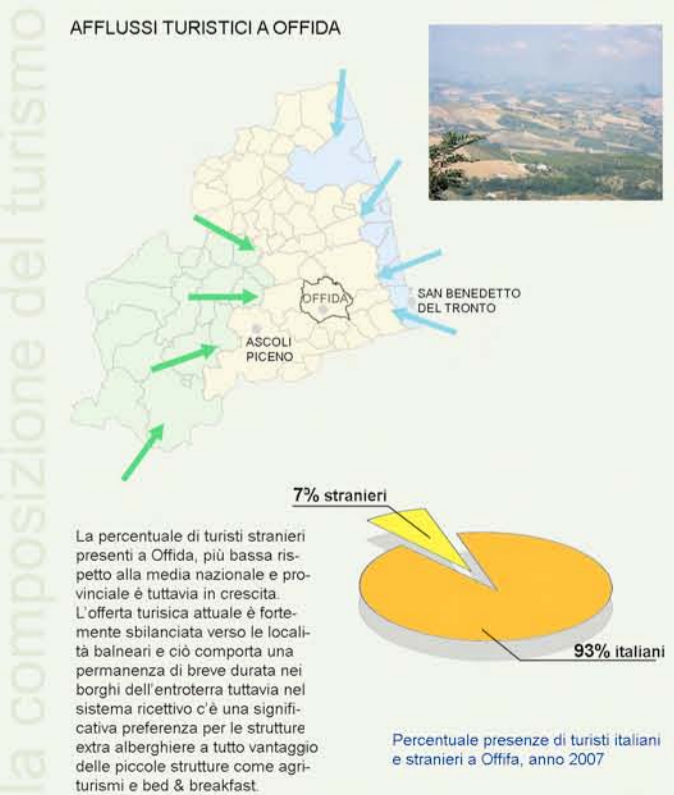 la composizione del turismo
AFFLUSSI TURISTICI A OFFIDA
OFFIDA
SAN BENEDETTO
DEL TRONTO
ASCOLI
PICENO
7% stranieri
93% italiani
La percentuale di turisti stranieri
presenti a Offida, più bassa ris-
petto alla media nazionale e pro-
vinciale è tuttavia in crescita.
L'offerta turisica attuale è forte-
mente sbilanciata verso le locali-
tà balneari e ciò comporta una
permanenza di breve durata nei
borghi dell'entroterra tuttavia nel
sistema ricettivo c'è una signifi-
cativa preferenza per le strutture
extra alberghiere a tutto vantaggio
delle piccole strutture come agri-
turismi e bed & breakfast.
Percentuale presenze di turisti italiani
e stranieri a Offifa, anno 2007